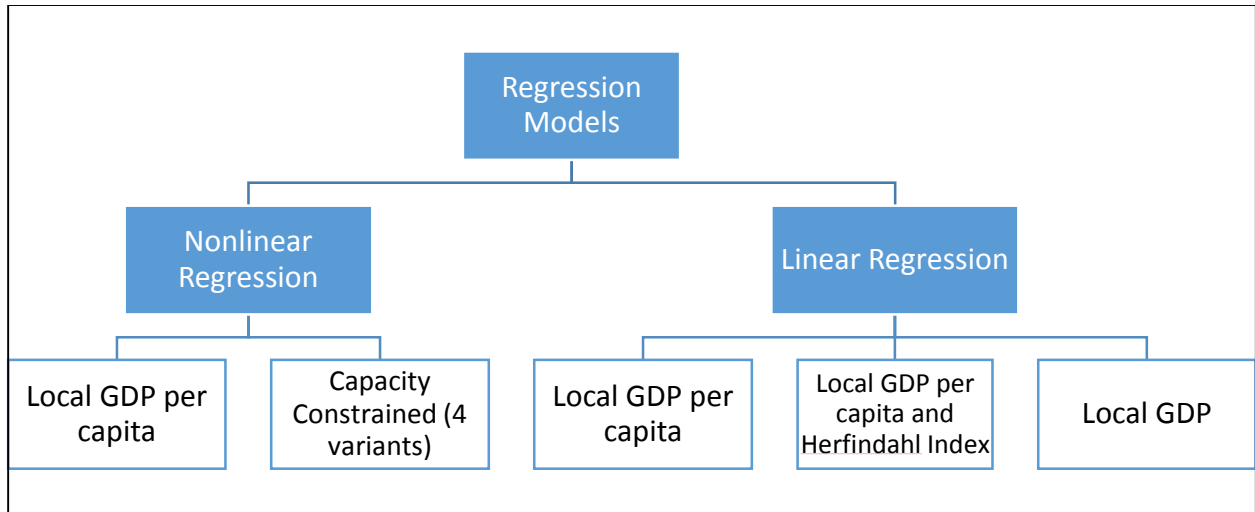 Regression
Models
Nonlinear
Regression
Linear Regression
Local GDP per
capita
Capacity
Constrained (4
variants)
Local GDP per
capita
Local GDP per
capita and
Herfindahl Index
Local GDP